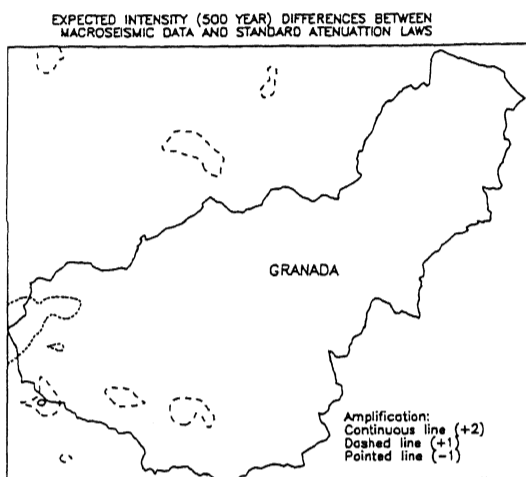 EXPECTED INTENSITY (500 YEAR) DIFFERENCES BETWEEN
MACROSEISMIC DATA AND STANDARD ATENUATTION LAWS
GRANADA
Amplification:
Continuous line (+2)
Dashed line (+1)
Pointed line (-1)